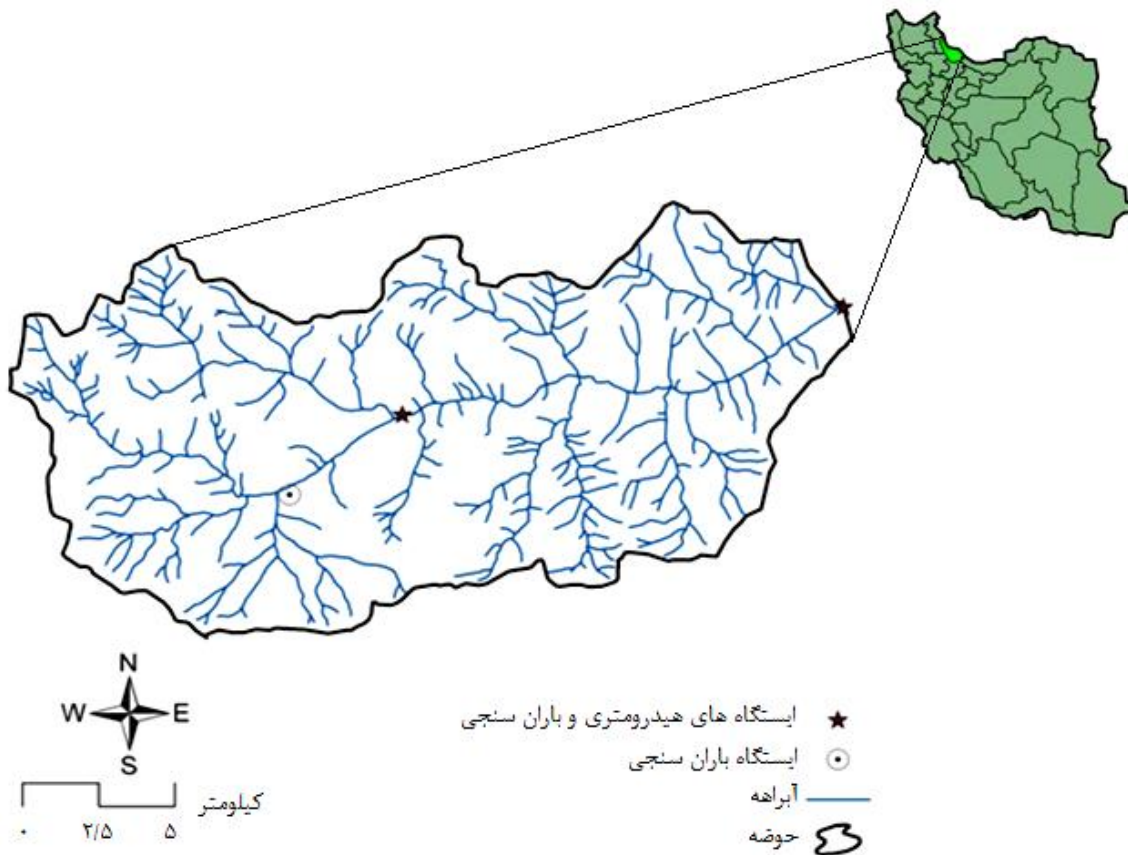 N
W E
S
ایستگاه های هیدرومتری و باران سنجی
ایستگاه باران سنجی
آبراهه
حوضه
کیلومتر
۰ ۲/۵ ۵